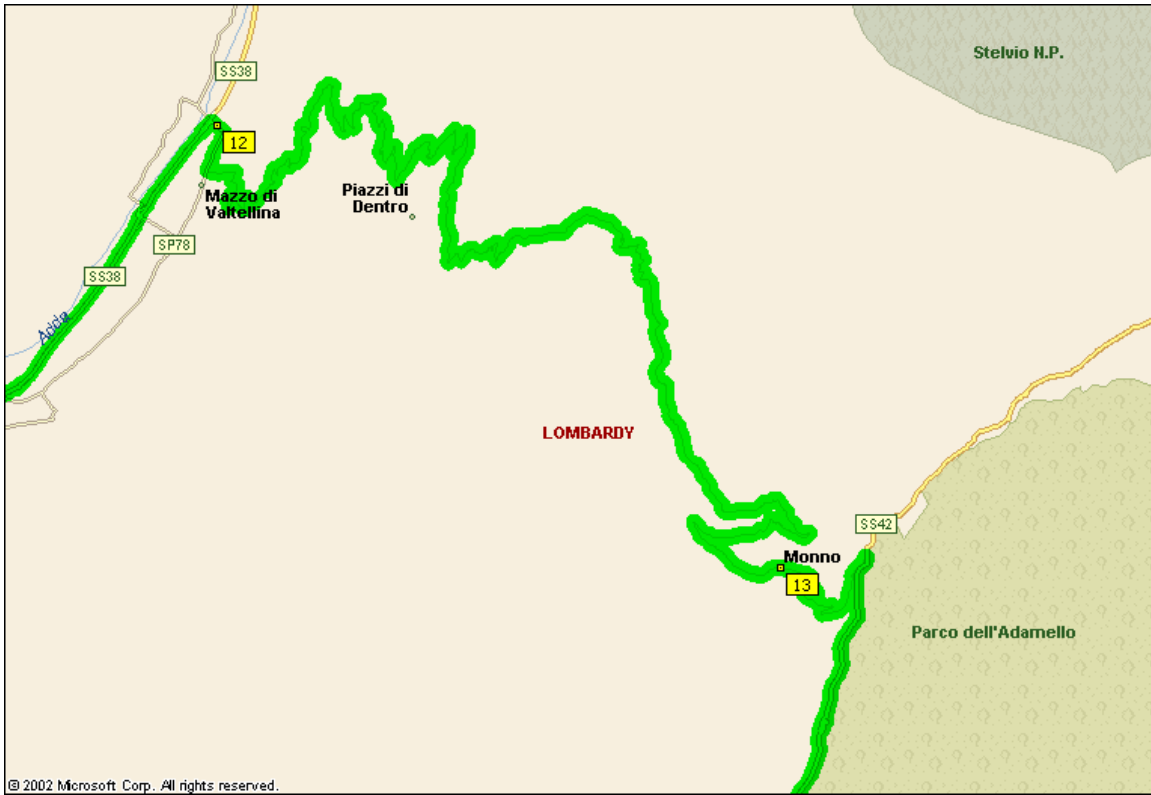 Stelvio N.P.
SS38
12
Mazzo di
Valtellina
Piazzi di
Dentro
SP78
SS38
Adda
LOMBARDY
SS42
Monno
13
Parco dell'Adamello
© 2002 Microsoft Corp. All rights reserved.